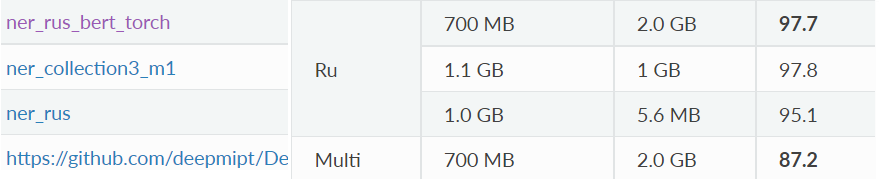 ner_rus_bert_torch 700 MB 2.0 GB 97.7
ner_collection3_m1 Ru 1.1 GB 1 GB 97.8
ner_rus 1.0 GB 5.6 MB 95.1
https://github.com/deepmipt/De Multi 700 MB 2.0 GB 87.2